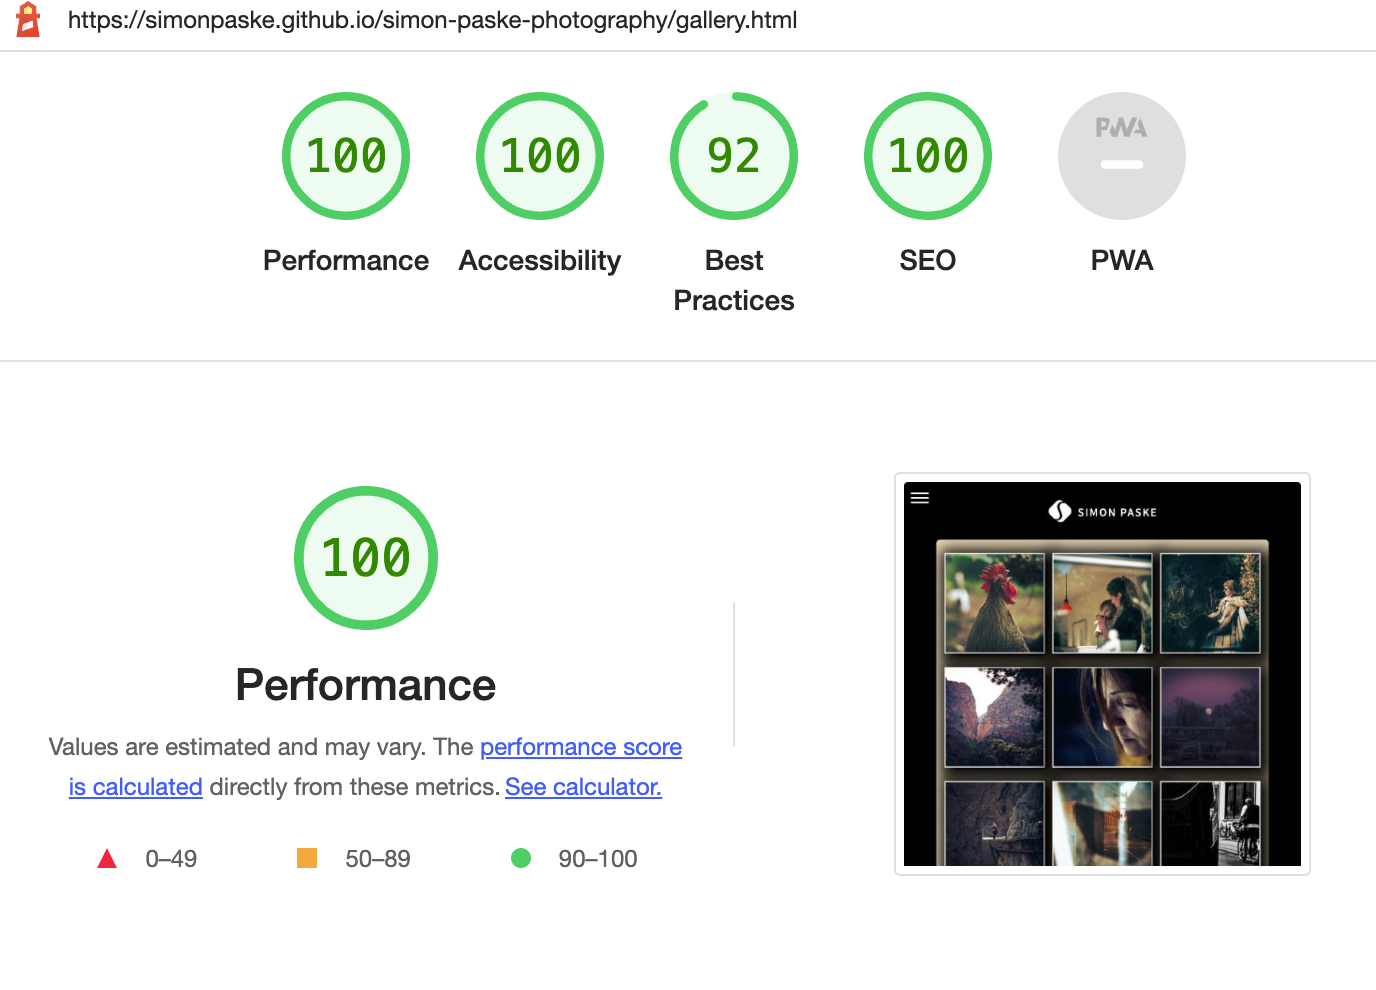 https://simonpaske.github.io/simon-paske-photography/gallery.html
100
100
92
100
PWA
Performance
Accessibility
Best
Practices
SEO
PWA
100
Performance
Values are estimated and may vary. The performance score
is calculated directly from these metrics. See calculator.
0–49
50–89
90–100
SIMON PASKE